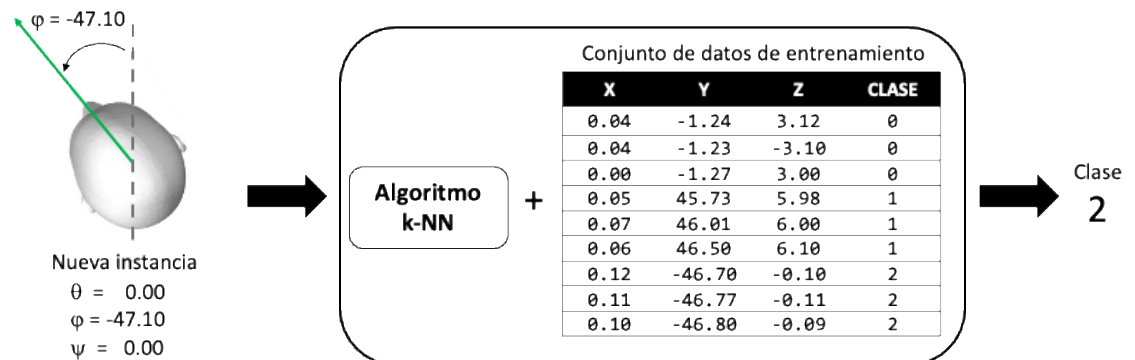 φ = -47.10
Nueva instancia
θ = 0.00
φ = -47.10
ψ = 0.00
Algoritmo
k-NN
+
Conjunto de datos de entrenamiento
X Y Z CLASE
0.04 -1.24 3.12 0
0.04 -1.23 -3.10 0
0.00 -1.27 3.00 0
0.05 45.73 5.98 1
0.07 46.01 6.00 1
0.06 46.50 6.10 1
0.12 -46.70 -0.10 2
0.11 -46.77 -0.11 2
0.10 -46.80 -0.09 2
Clase
2